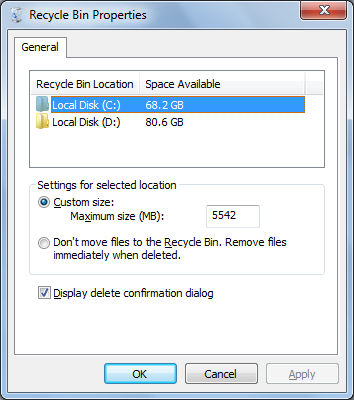 Recycle Bin Properties
General
Recycle Bin Location Space Available
Local Disk (C:) 68.2 GB
Local Disk (D:) 80.6 GB
Settings for selected location
Custom size:
Maximum size (MB): 5542
Don't move files to the Recycle Bin. Remove files
immediately when deleted.
Display delete confirmation dialog
OK Cancel Apply